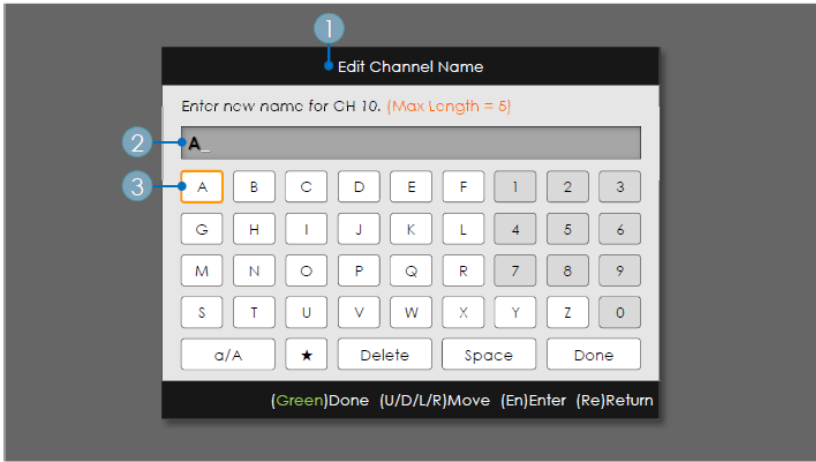 1
Edit Channel Name
Enter new name for CH 10. (Max Length = 5)
2
A_
3
A B C D E F 1 2 3
G H I J K L 4 5 6
M N O P Q R 7 8 9
S T U V W X Y Z 0
a/A ★ Delete Space Done
(Green)Done (U/D/L/R)Move (En)Enter (Re)Return